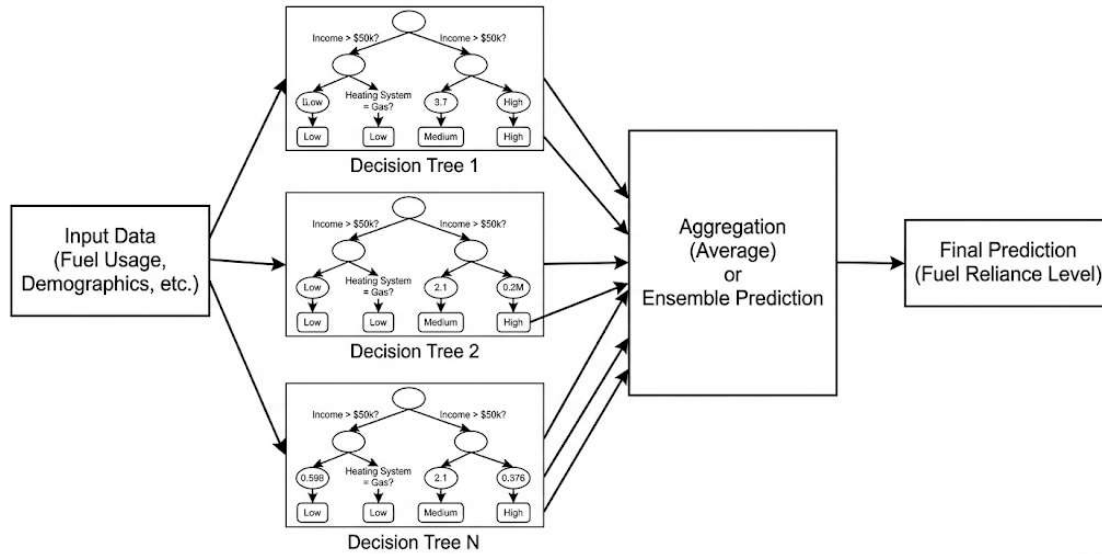 Input Data
(Fuel Usage,
Demographics, etc.)
Income > $50k? Income > $50k?
Heating System
= Gas?
3.7
High
Low
Low
Medium
High
Decision Tree 1
Income > $50k? Income > $50k?
Low
Heating System
= Gas?
2.1
0.2M
Low
Low
Medium
High
Decision Tree 2
Income > $50k? Income > $50k?
0.598
Heating System
= Gas?
2.1
0.376
Low
Low
Medium
High
Decision Tree N
Aggregation
(Average)
or
Ensemble Prediction
Final Prediction
(Fuel Reliance Level)